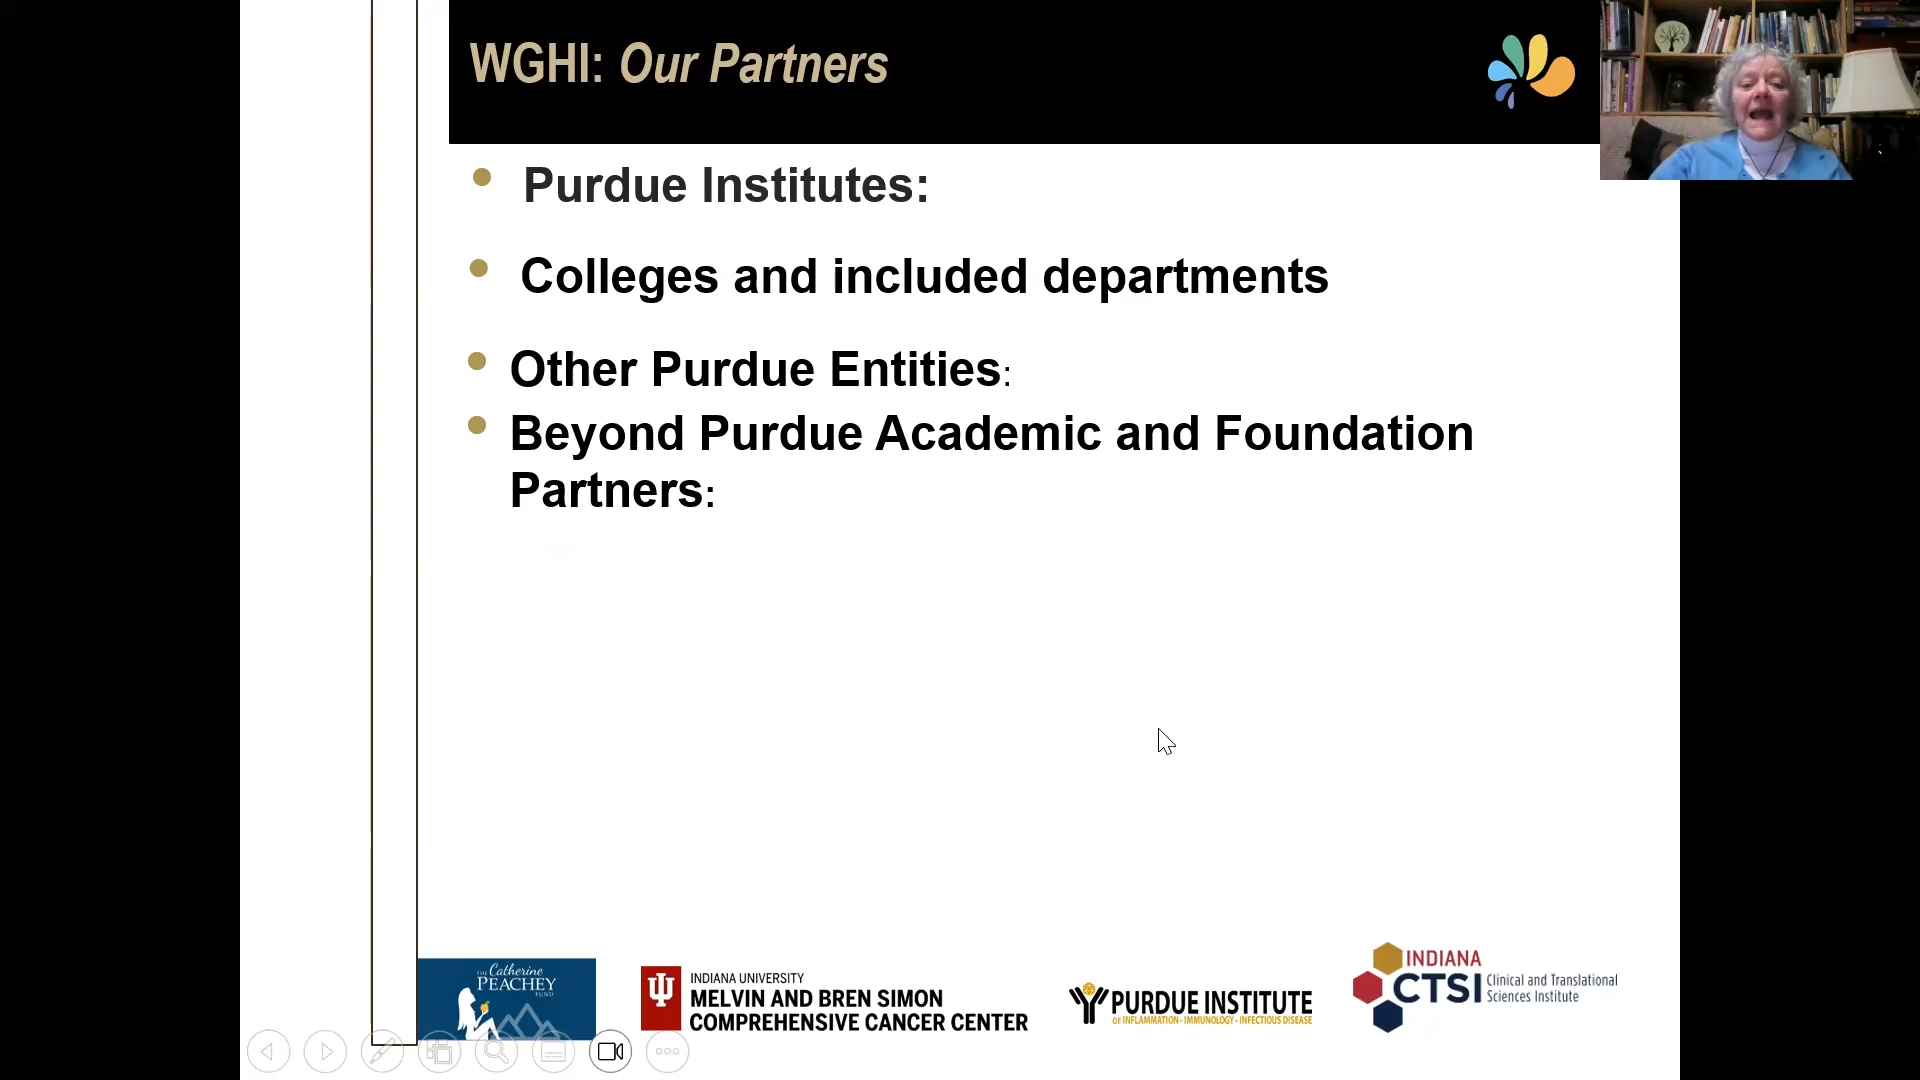 WGHI: Our Partners
Purdue Institutes:
Colleges and included departments
Other Purdue Entities:
Beyond Purdue Academic and Foundation
Partners:
THE Catherine
PEACHEY
FUND
INDIANA UNIVERSITY
MELVIN AND BREN SIMON
COMPREHENSIVE CANCER CENTER
PURDUE INSTITUTE
OF INFLAMMATION • IMMUNOLOGY • INFECTIOUS DISEASE
INDIANA
CTSI
Clinical and Translational
Sciences Institute